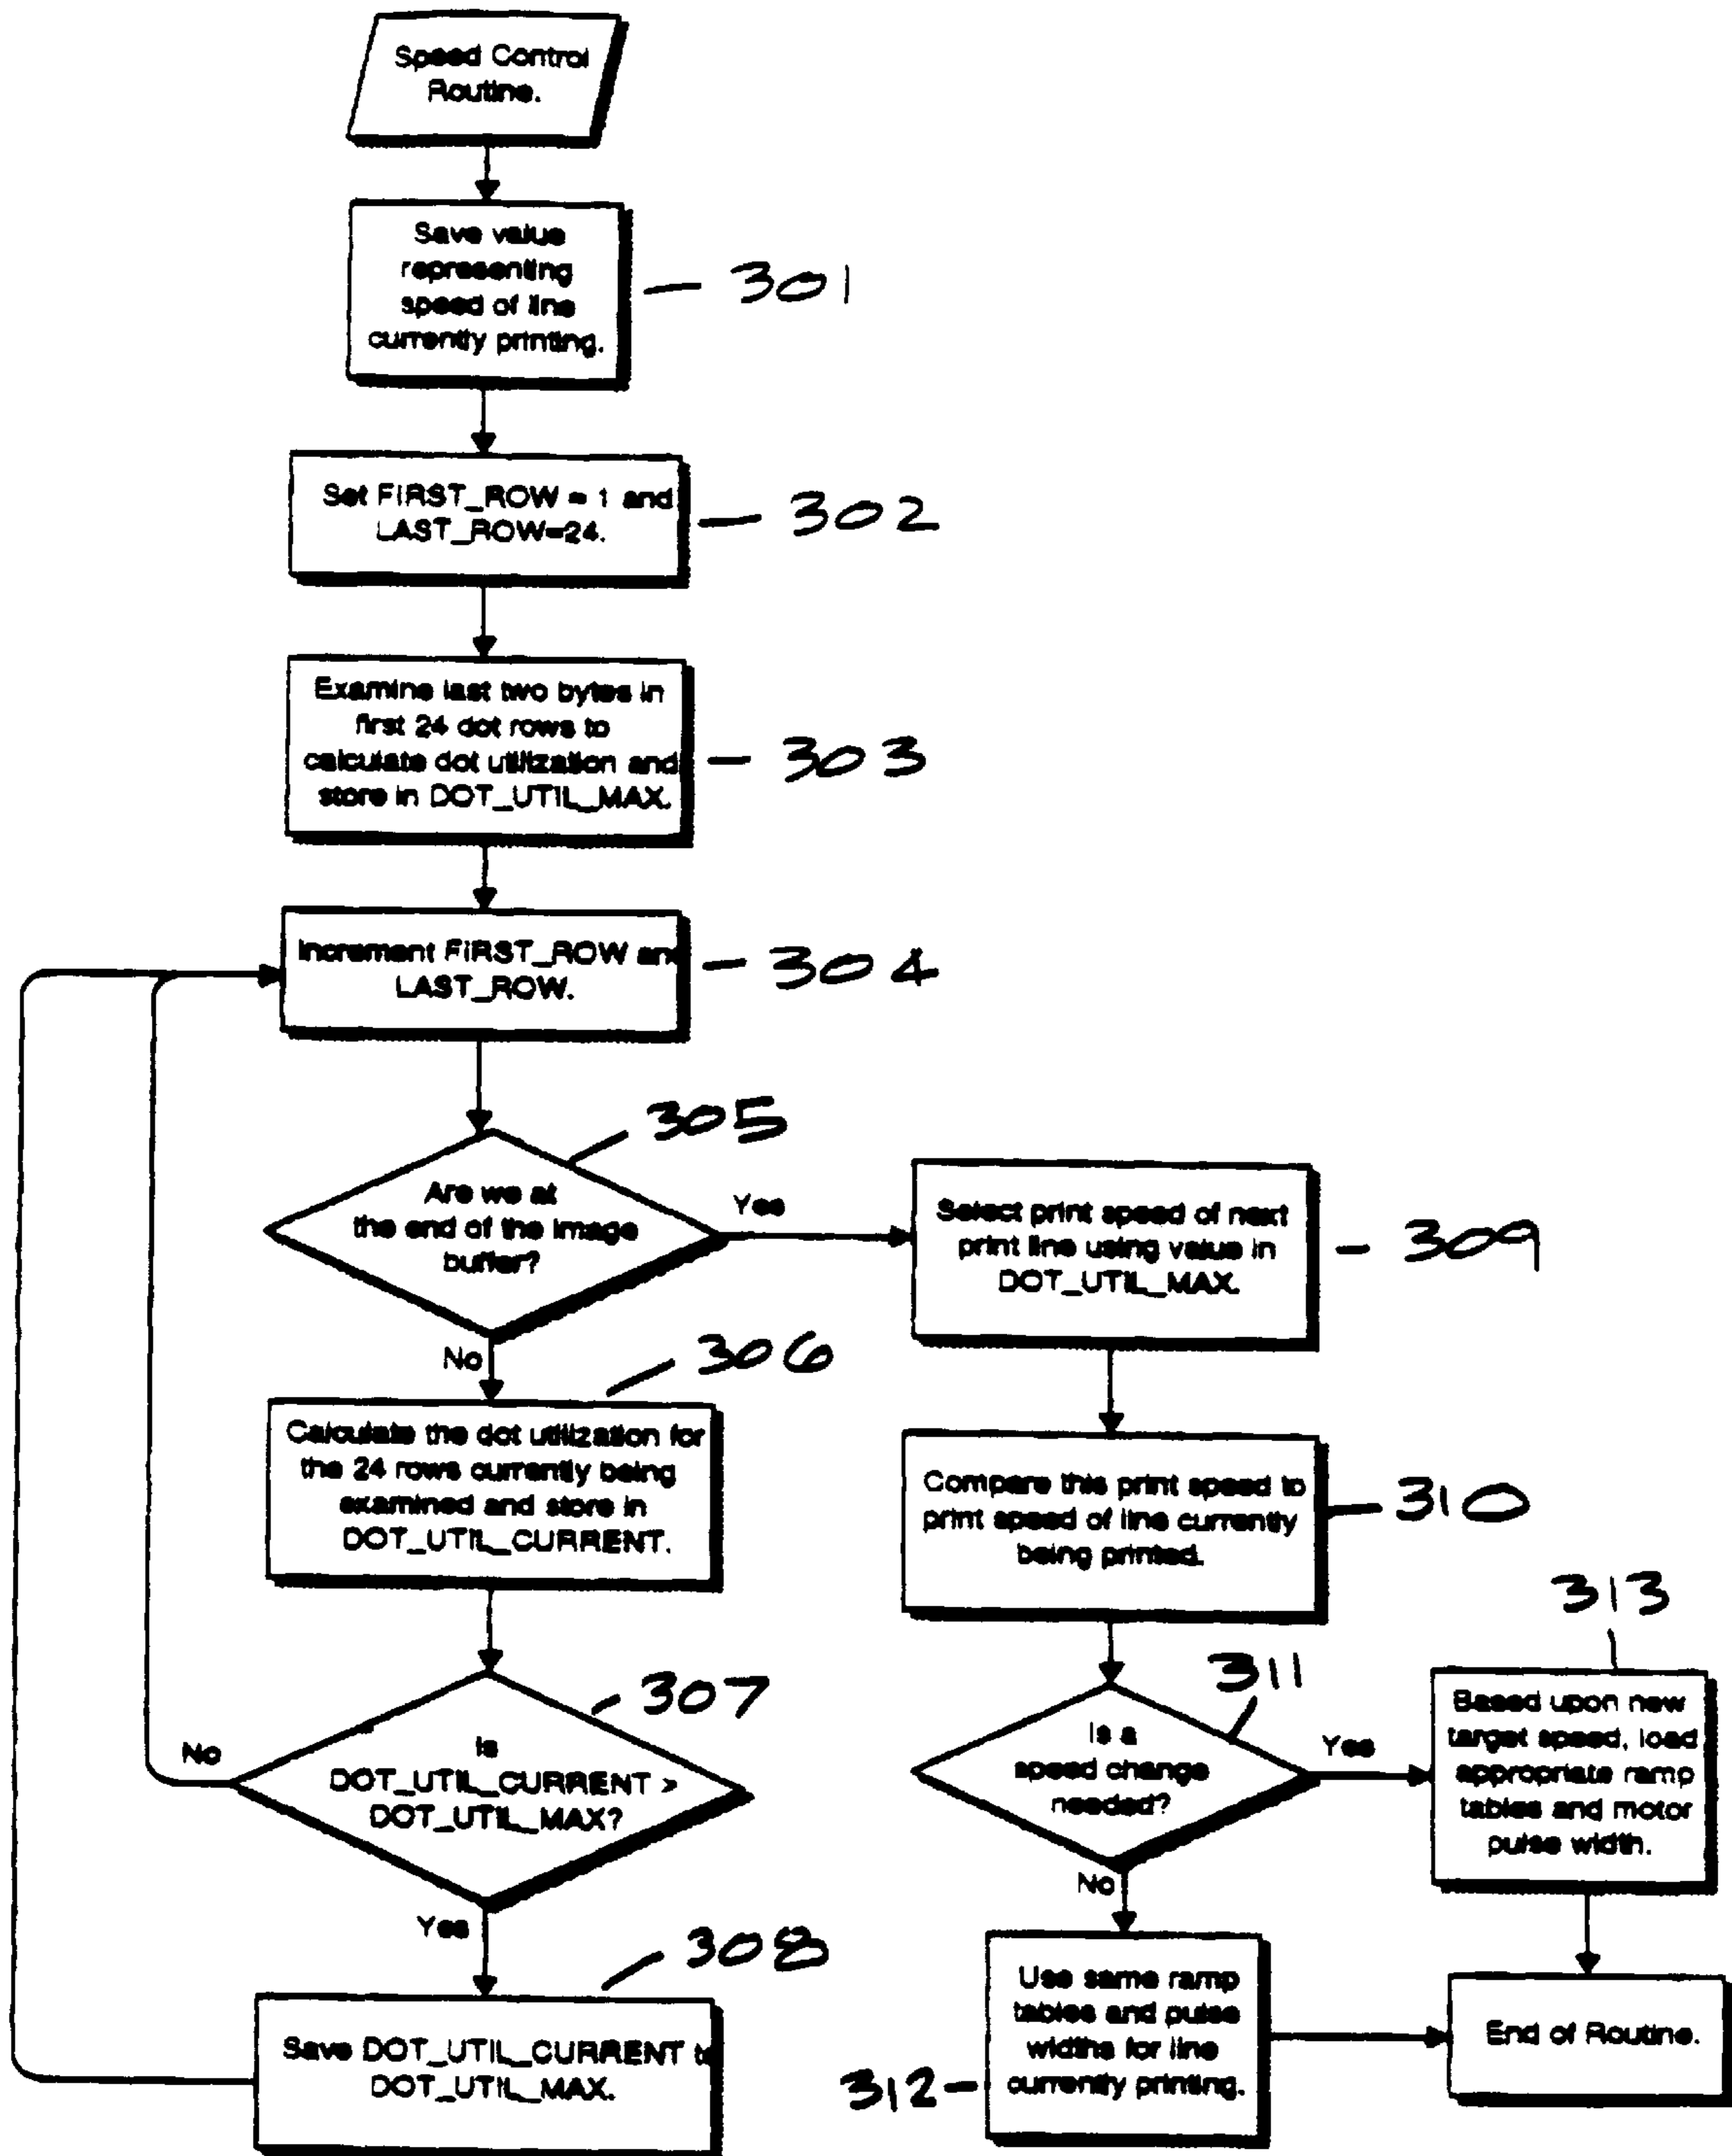 Speed Control
Routine.
Save value
representing
speed of line
currently printing.
301
Set FIRST_ROW = 1 and
LAST_ROW=24.
302
Examine last two bytes in
first 24 dot rows to
calculate dot utilization and
store in DOT_UTIL_MAX.
303
Increment FIRST_ROW and
LAST_ROW.
304
305
Are we at
the end of the image
buffer?
Yes
No
306
Calculate the dot utilization for
the 24 rows currently being
examined and store in
DOT_UTIL_CURRENT.
307
Is
DOT_UTIL_CURRENT >
DOT_UTIL_MAX?
No
Yes
308
Save DOT_UTIL_CURRENT to
DOT_UTIL_MAX.
Select print speed of next
print line using value in
DOT_UTIL_MAX.
309
Compare this print speed to
print speed of line currently
being printed.
310
311
Is a
speed change
needed?
Yes
No
313
Based upon new
target speed, load
appropriate ramp
tables and motor
pulse width.
Use same ramp
tables and pulse
widths for line
currently printing.
312
End of Routine.